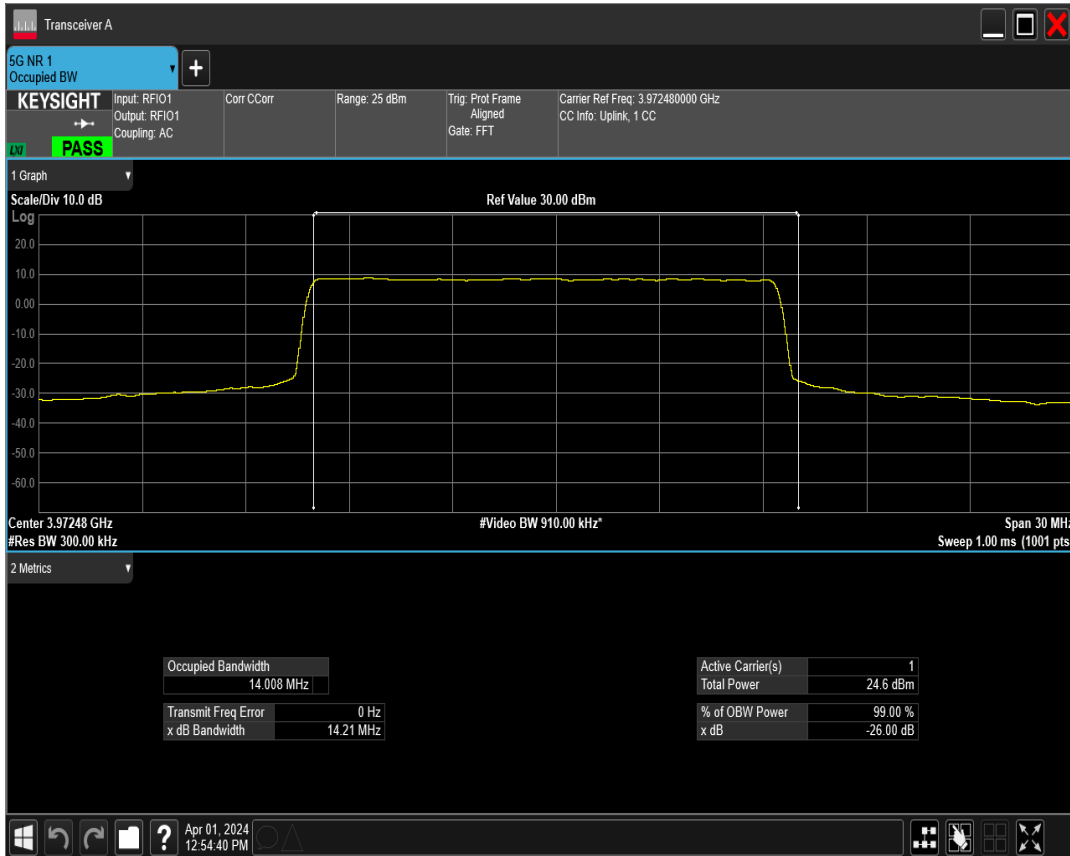 Transceiver A
5G NR 1
Occupied BW
+
KEYSIGHT
LXI
PASS
Input: RFIO1
Output: RFIO1
Coupling: AC
Corr CCorr
Range: 25 dBm
Trig: Prot Frame
Aligned
Gate: FFT
Carrier Ref Freq: 3.972480000 GHz
CC Info: Uplink, 1 CC
1 Graph
Scale/Div 10.0 dB
Ref Value 30.00 dBm
Log
20.0
10.0
0.00
-10.0
-20.0
-30.0
-40.0
-50.0
-60.0
Center 3.97248 GHz
#Video BW 910.00 kHz*
Span 30 MHz
#Res BW 300.00 kHz
Sweep 1.00 ms (1001 pts
2 Metrics
Occupied Bandwidth
14.008 MHz
Transmit Freq Error 0 Hz
x dB Bandwidth 14.21 MHz
Active Carrier(s) 1
Total Power 24.6 dBm
% of OBW Power 99.00 %
x dB -26.00 dB
?
Apr 01, 2024
12:54:40 PM